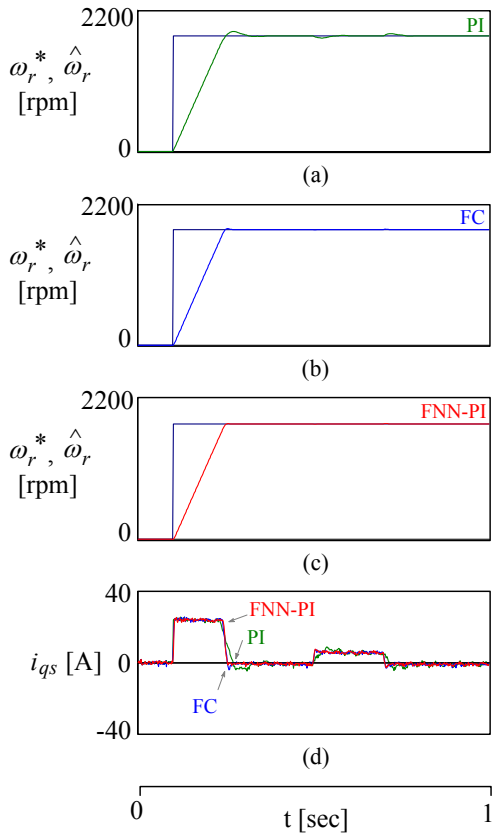 2200
PI
ω_r*, ω̂_r
[rpm]
0
(a)
2200
FC
ω_r*, ω̂_r
[rpm]
0
(b)
2200
FNN-PI
ω_r*, ω̂_r
[rpm]
0
(c)
40
FNN-PI
PI
i_qs [A]
0
FC
-40
(d)
0
t [sec]
1